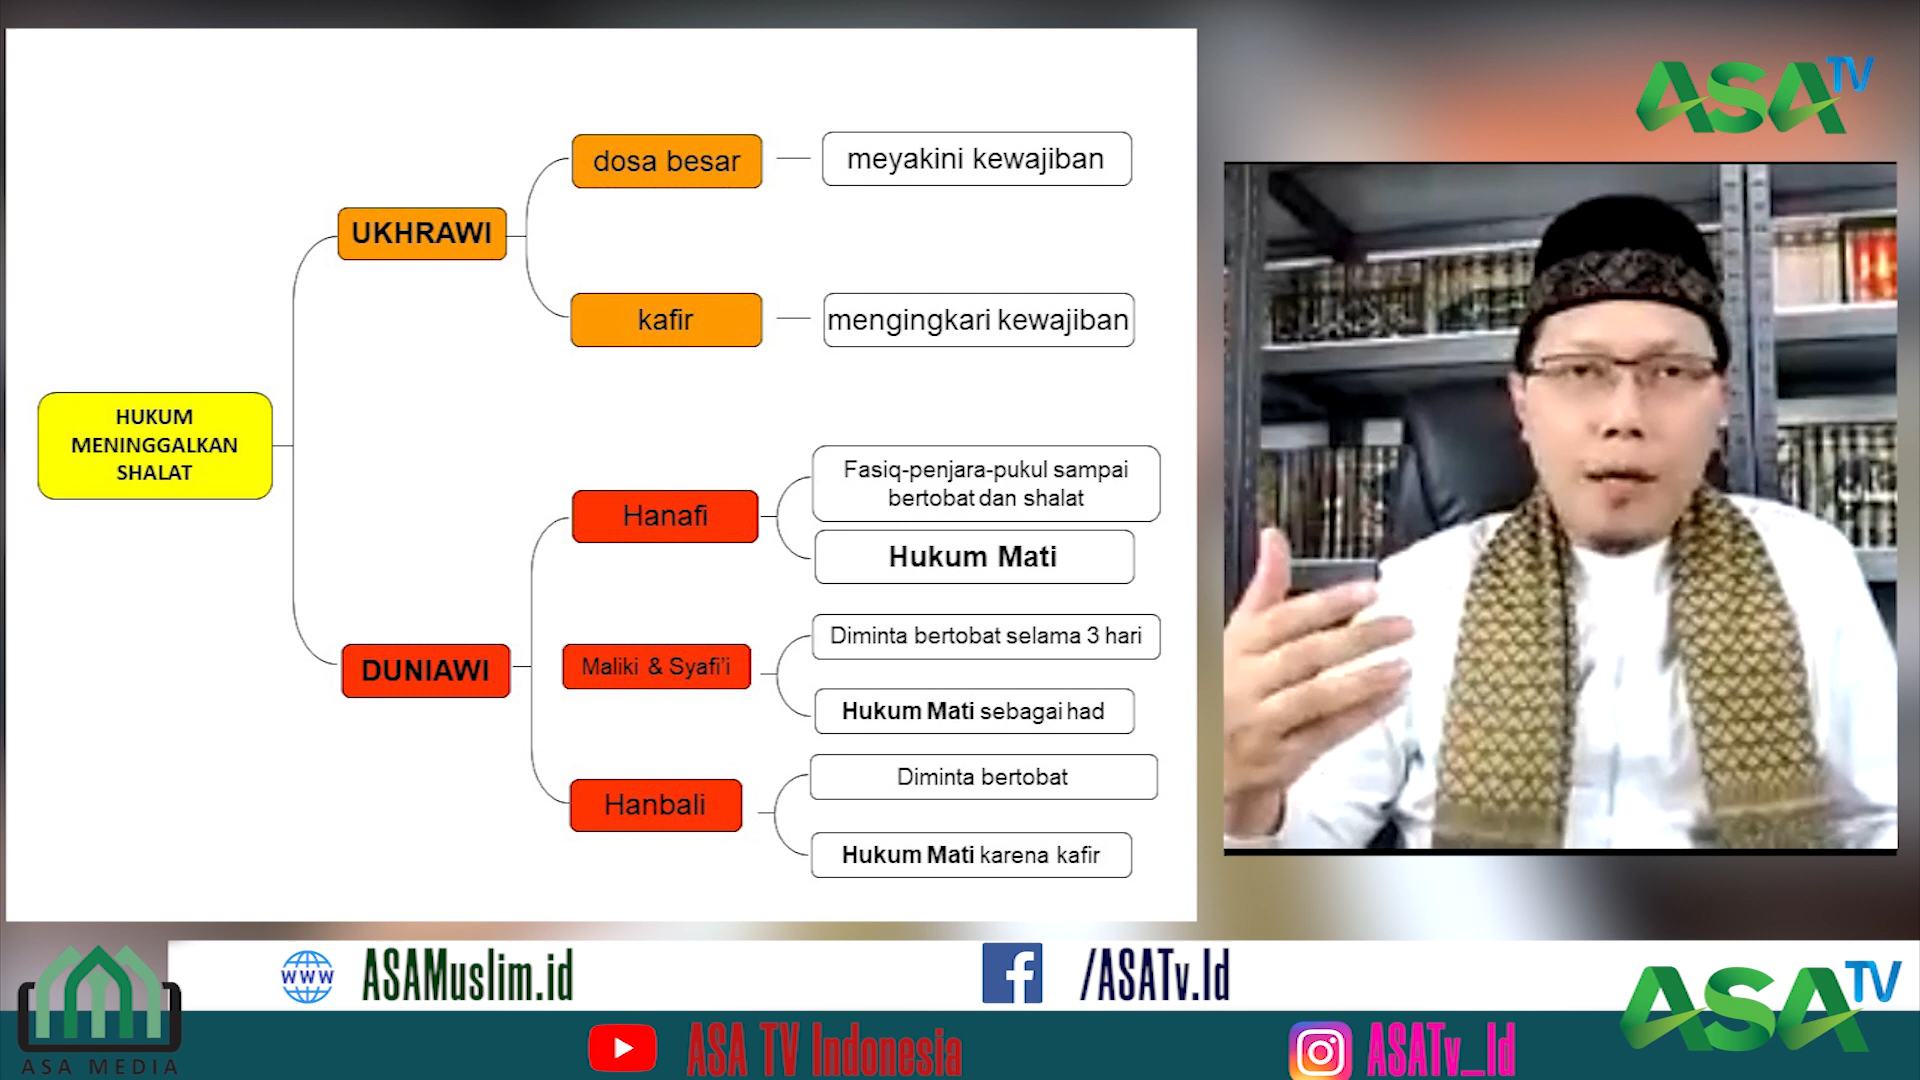 ASA TV
dosa besar
meyakini kewajiban
UKHRAWI
kafir
mengingkari kewajiban
HUKUM
MENINGGALKAN
SHALAT
Hanafi
Fasiq-penjara-pukul sampai
bertobat dan shalat
Hukum Mati
DUNIAWI
Maliki & Syafi'i
Diminta bertobat selama 3 hari
Hukum Mati sebagai had
Hanbali
Diminta bertobat
Hukum Mati karena kafir
ASA MEDIA
WWW
ASAMuslim.id
/ASATv.Id
ASA TV Indonesia
ASATv_Id
ASA TV